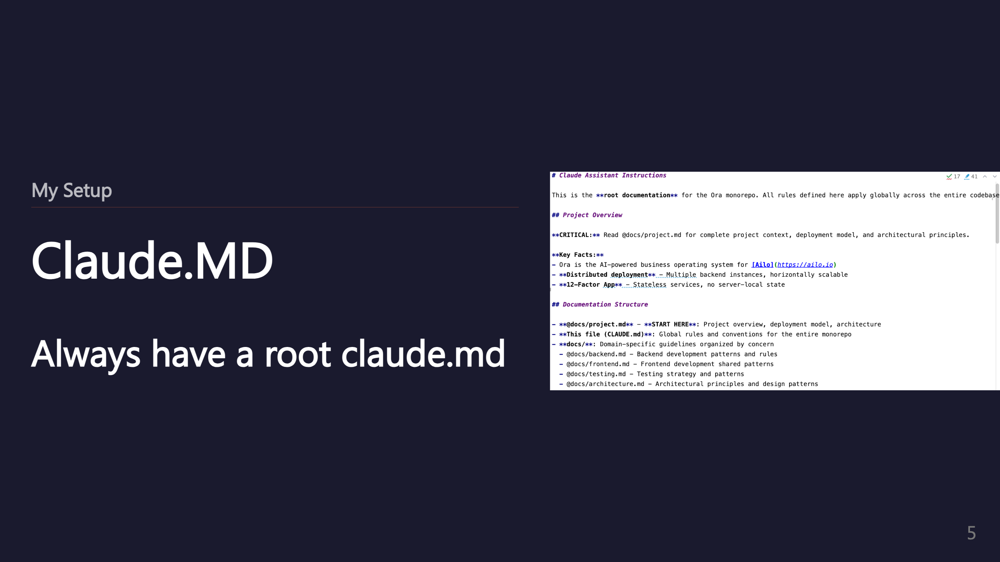 My Setup
Claude.MD
Always have a root claude.md
# Claude Assistant Instructions
17 41
This is the **root documentation** for the Ora monorepo. All rules defined here apply globally across the entire codebase
## Project Overview
**CRITICAL:** Read @docs/project.md for complete project context, deployment model, and architectural principles.
**Key Facts:**
- Ora is the AI-powered business operating system for [Ailo](https://ailo.io)
- **Distributed deployment** - Multiple backend instances, horizontally scalable
- **12-Factor App** - Stateless services, no server-local state
## Documentation Structure
- **@docs/project.md** - **START HERE**: Project overview, deployment model, architecture
- **This file (CLAUDE.md)**: Global rules and conventions for the entire monorepo
- **docs/**: Domain-specific guidelines organized by concern
- @docs/backend.md - Backend development patterns and rules
- @docs/frontend.md - Frontend development shared patterns
- @docs/testing.md - Testing strategy and patterns
- @docs/architecture.md - Architectural principles and design patterns
5